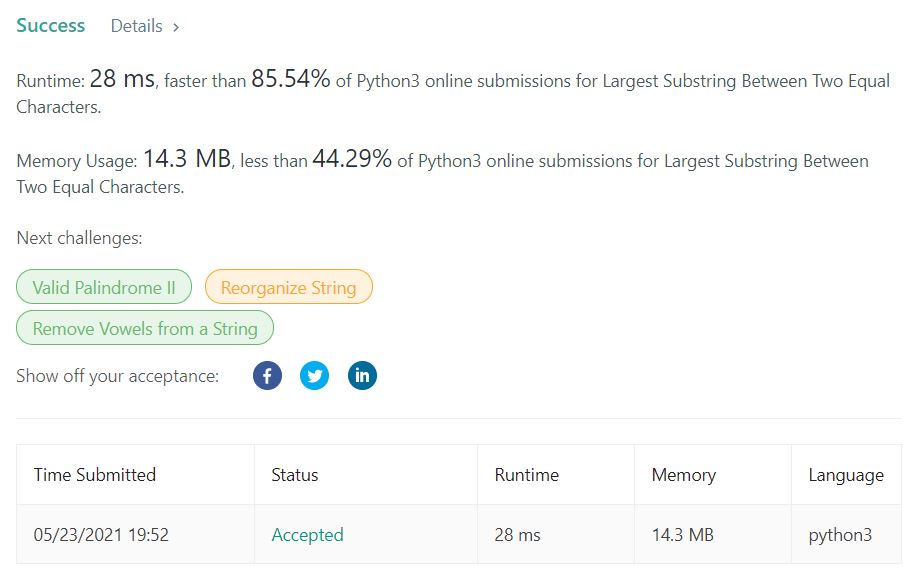 Success Details >
Runtime: 28 ms, faster than 85.54% of Python3 online submissions for Largest Substring Between Two Equal
Characters.
Memory Usage: 14.3 MB, less than 44.29% of Python3 online submissions for Largest Substring Between
Two Equal Characters.
Next challenges:
Valid Palindrome II Reorganize String
Remove Vowels from a String
Show off your acceptance:
Time Submitted Status Runtime Memory Language
05/23/2021 19:52 Accepted 28 ms 14.3 MB python3